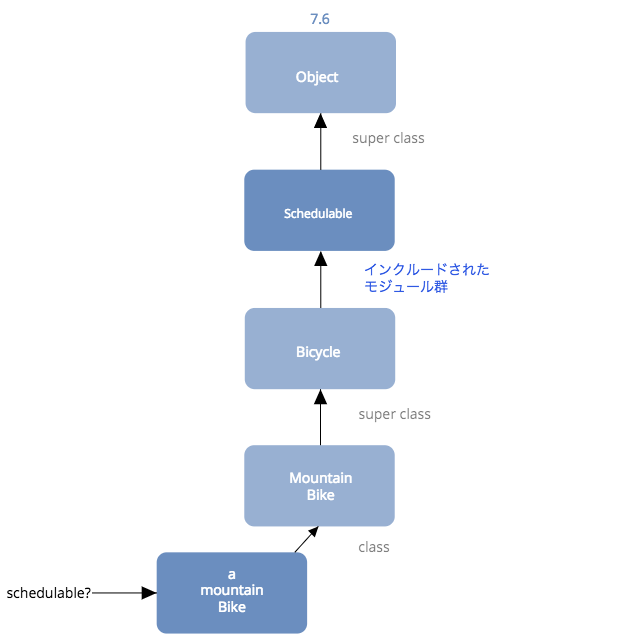 7.6
Object
super class
Schedulable
インクルードされた
モジュール群
Bicycle
super class
Mountain
Bike
class
a
mountain
Bike
schedulable?